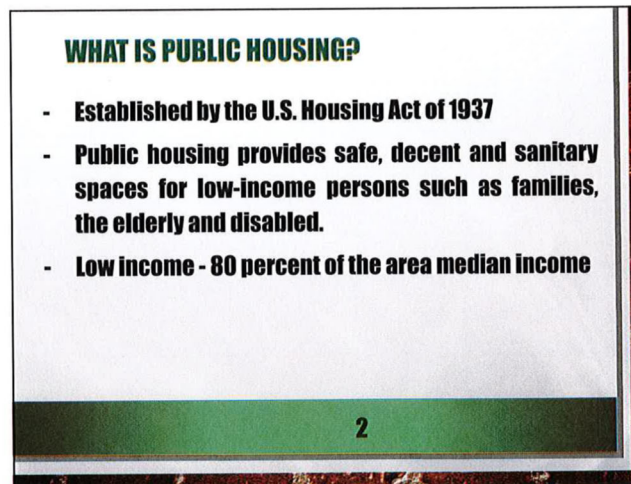 WHAT IS PUBLIC HOUSING?
- Established by the U.S. Housing Act of 1937
- Public housing provides safe, decent and sanitary
spaces for low-income persons such as families,
the elderly and disabled.
- Low income - 80 percent of the area median income
2